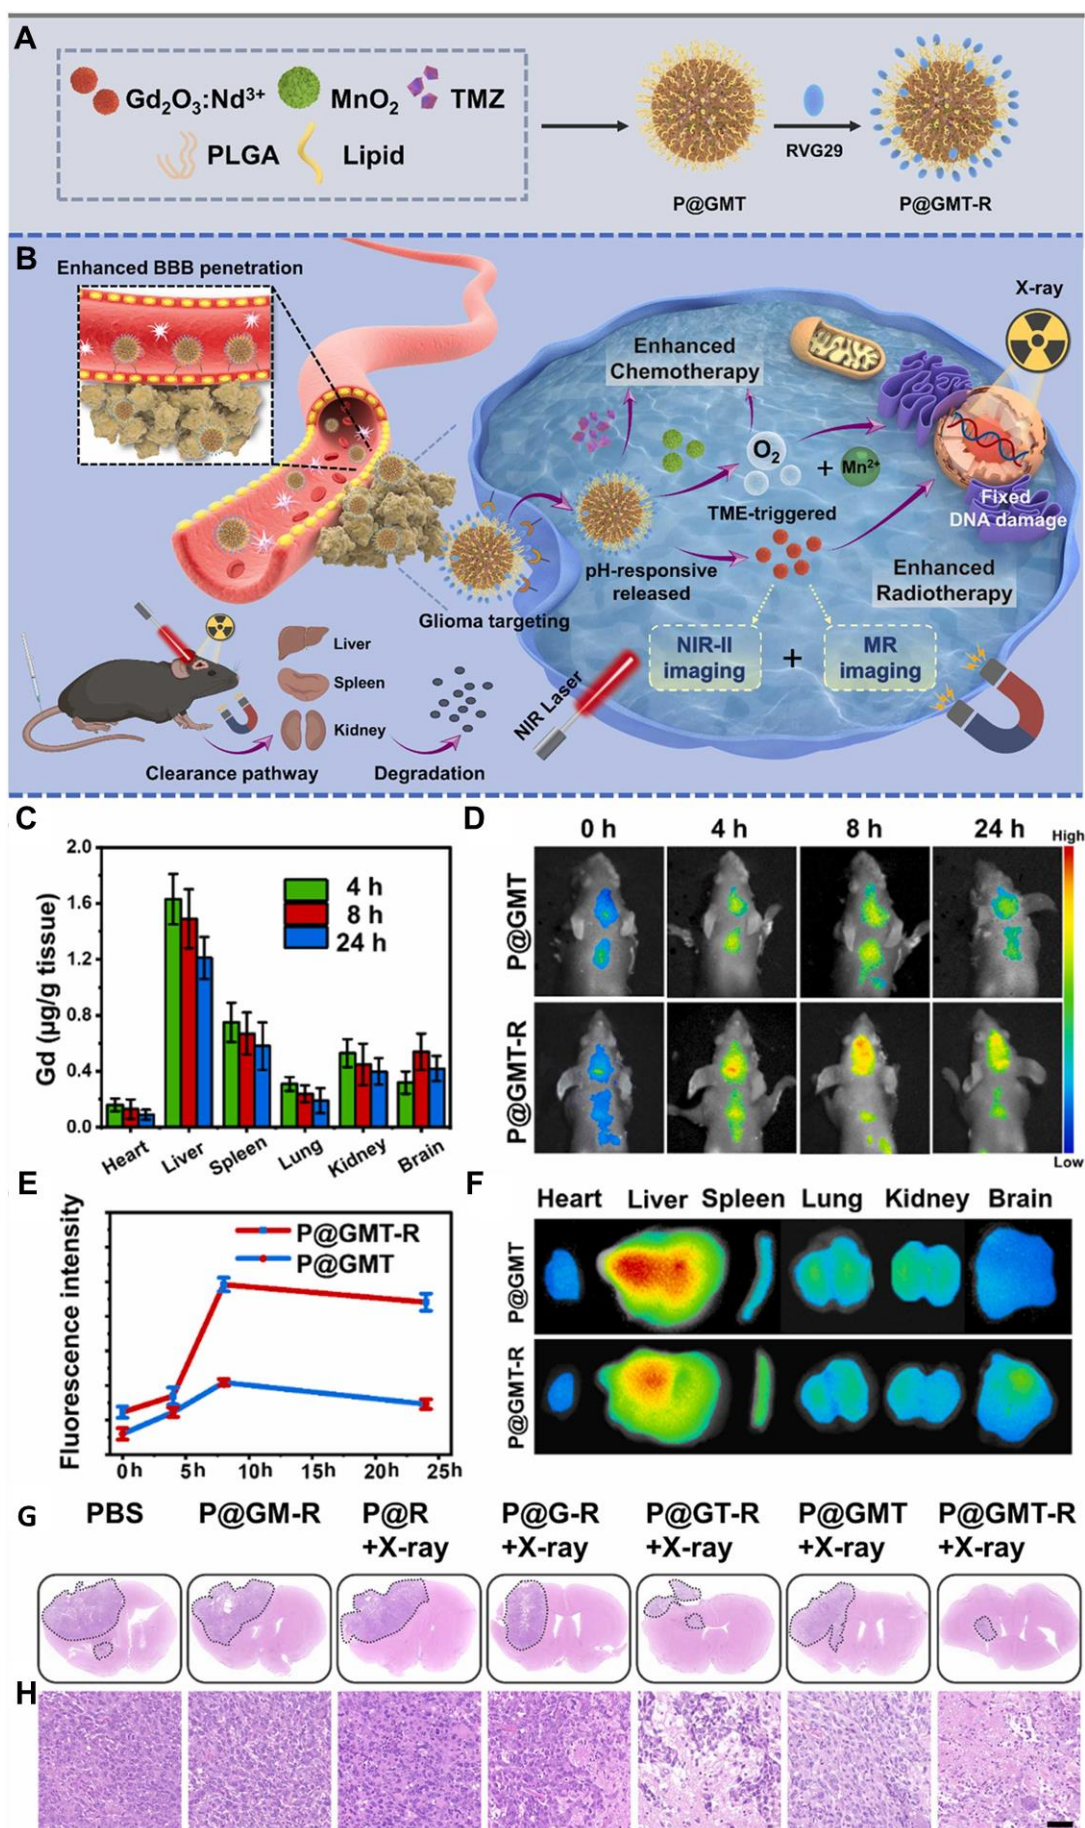 A
Gd₂O₃:Nd³⁺
MnO₂
TMZ
PLGA
Lipid
RVG29
P@GMT
P@GMT-R
B
Enhanced BBB penetration
X-ray
Enhanced
Chemotherapy
O₂
+
Mn²⁺
Fixed
DNA damage
TME-triggered
pH-responsive
released
Enhanced
Radiotherapy
Glioma targeting
NIR-II
imaging
+
MR
imaging
NIR Laser
Liver
Spleen
Kidney
Clearance pathway
Degradation
C
Gd (µg/g tissue)
2.0
1.6
1.2
0.8
0.4
0.0
4 h
8 h
24 h
Heart
Liver
Spleen
Lung
Kidney
Brain
D
0 h
4 h
8 h
24 h
P@GMT
P@GMT-R
High
Low
E
Fluorescence intensity
P@GMT-R
P@GMT
0h
5h
10h
15h
20h
25h
F
Heart
Liver
Spleen
Lung
Kidney
Brain
P@GMT
P@GMT-R
G
PBS
P@GM-R
P@R
+X-ray
P@G-R
+X-ray
P@GT-R
+X-ray
P@GMT
+X-ray
P@GMT-R
+X-ray
H